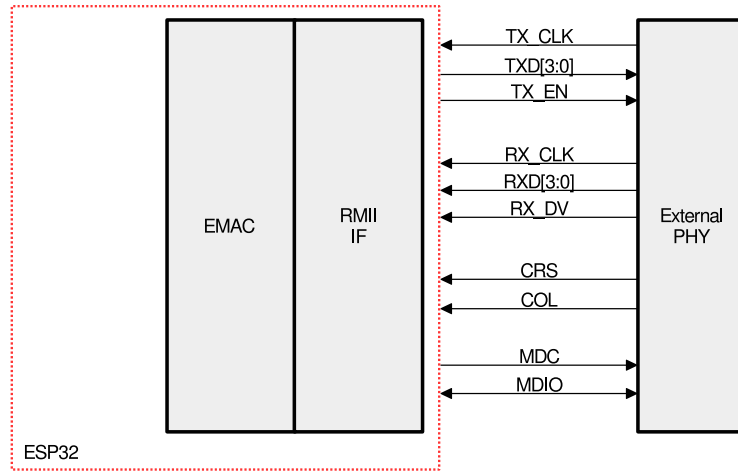 TX_CLK
TXD[3:0]
TX_EN
RX_CLK
RXD[3:0]
RX_DV
EMAC
RMII
IF
External
PHY
CRS
COL
MDC
MDIO
ESP32